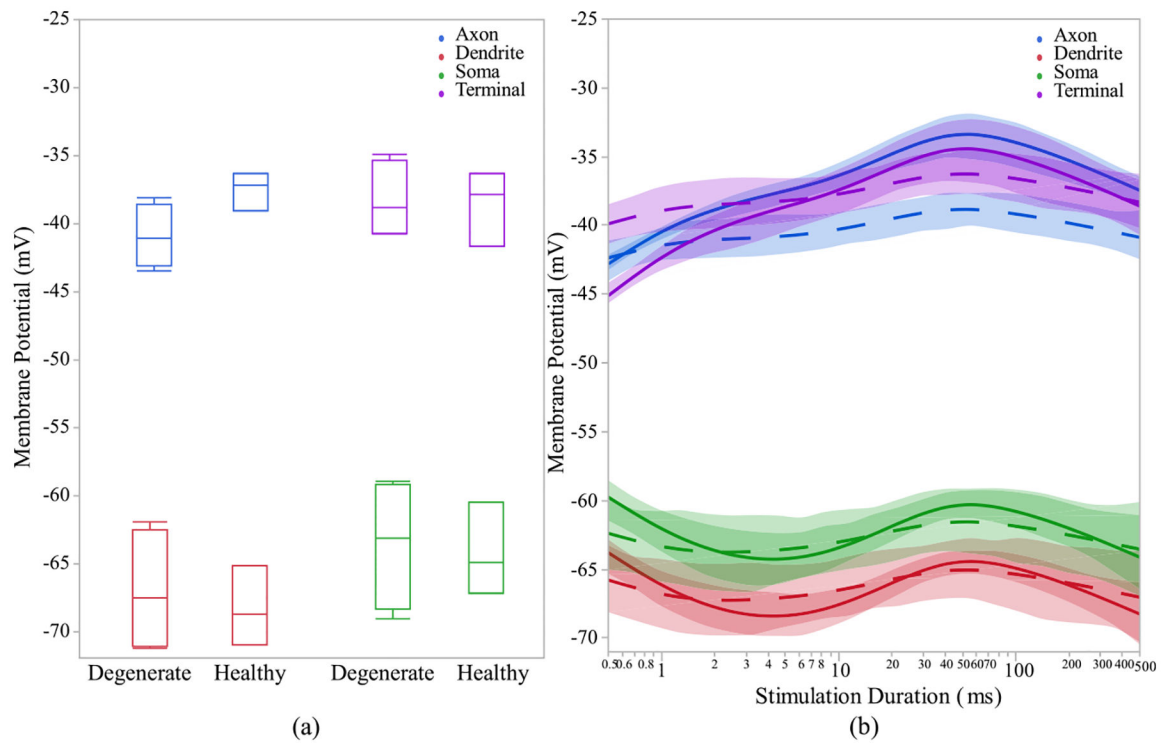 Membrane Potential (mV)
-25
-30
-35
-40
-45
-50
-55
-60
-65
-70
Axon
Dendrite
Soma
Terminal
Degenerate Healthy Degenerate Healthy
(a)
Membrane Potential (mV)
-25
-30
-35
-40
-45
-50
-55
-60
-65
-70
Axon
Dendrite
Soma
Terminal
0.5 0.6 0.8 1 2 3 4 5 6 7 8 10 20 30 40 50 60 70 100 200 300 400 500
Stimulation Duration (ms)
(b)